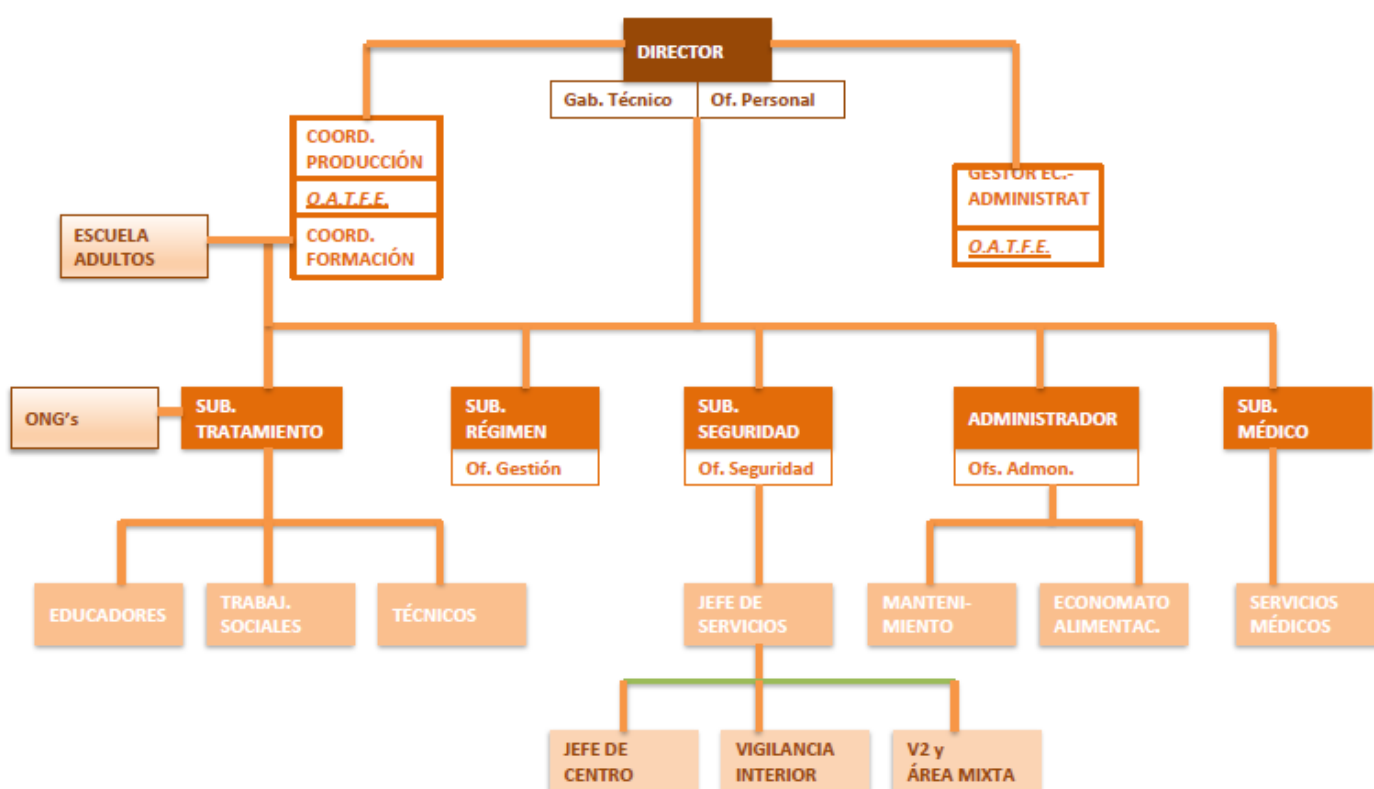 DIRECTOR
Gab. Técnico
Of. Personal
COORD.
PRODUCCIÓN
O.A.T.F.E.
COORD.
FORMACIÓN
GESTOR EC.-
ADMINISTRAT
O.A.T.F.E.
ESCUELA
ADULTOS
ONG's
SUB.
TRATAMIENTO
SUB.
RÉGIMEN
Of. Gestión
SUB.
SEGURIDAD
Of. Seguridad
ADMINISTRADOR
Ofs. Admon.
SUB.
MÉDICO
EDUCADORES
TRABAJ.
SOCIALES
TÉCNICOS
JEFE DE
SERVICIOS
MANTENI-
MIENTO
ECONOMATO
ALIMENTAC.
SERVICIOS
MÉDICOS
JEFE DE
CENTRO
VIGILANCIA
INTERIOR
V2 y
ÁREA MIXTA